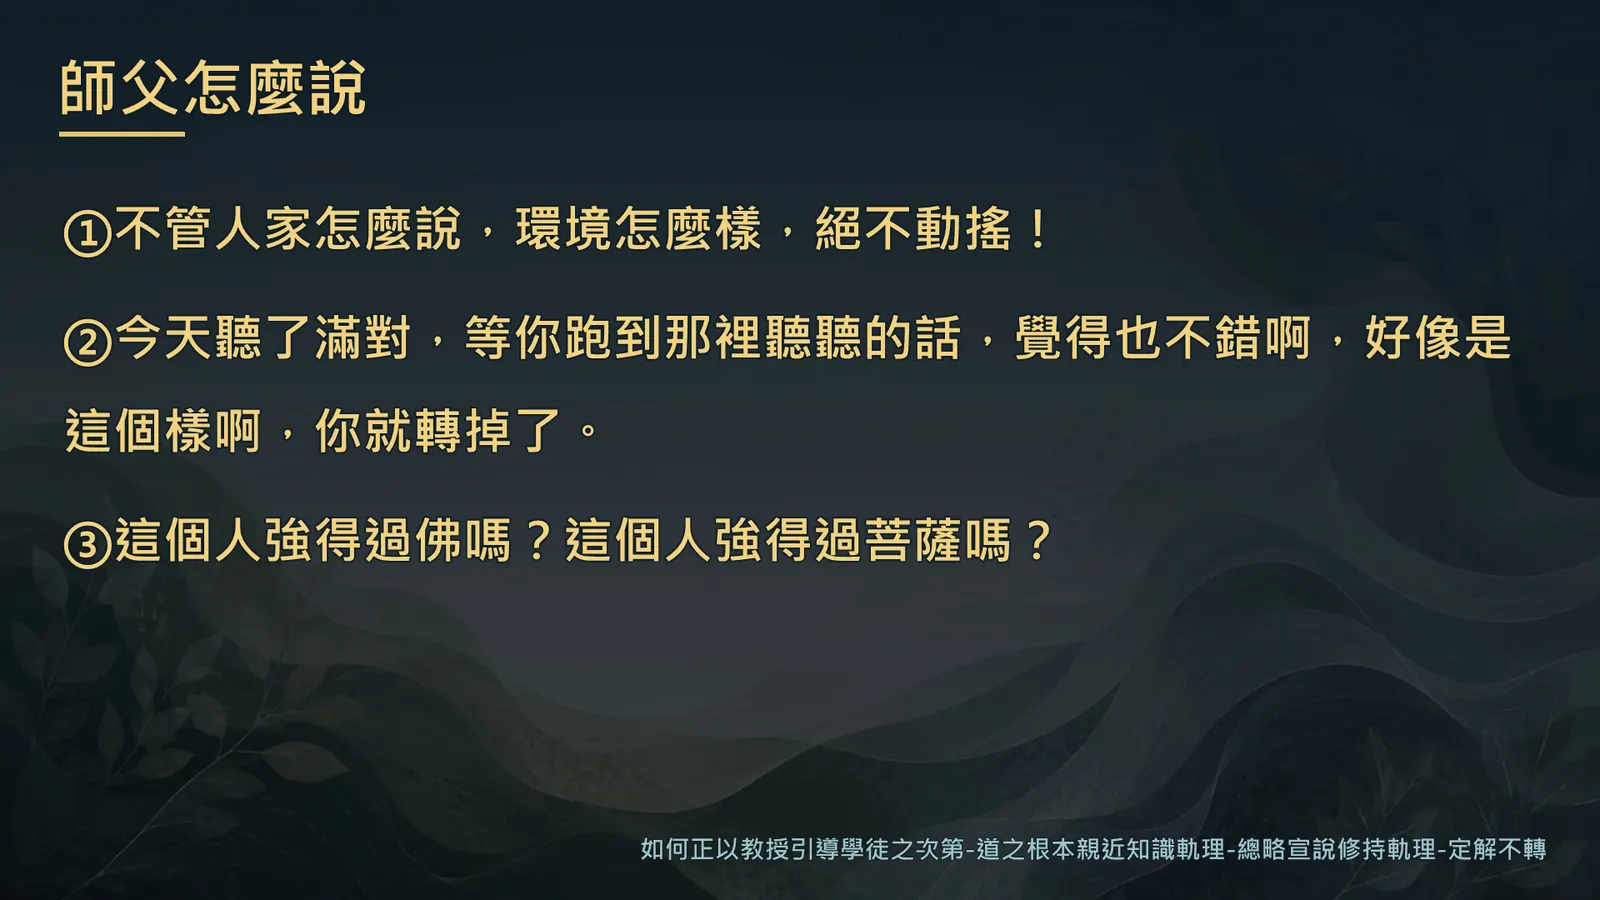 師父怎麼說
①不管人家怎麼說，環境怎麼樣，絕不動搖！
②今天聽了滿對，等你跑到那裡聽聽的話，覺得也不錯啊，好像是
這個樣啊，你就轉掉了。
③這個人強得過佛嗎？這個人強得過菩薩嗎？
如何正以教授引導學徒之次第-道之根本親近知識軌理-總略宣說修持軌理-定解不轉